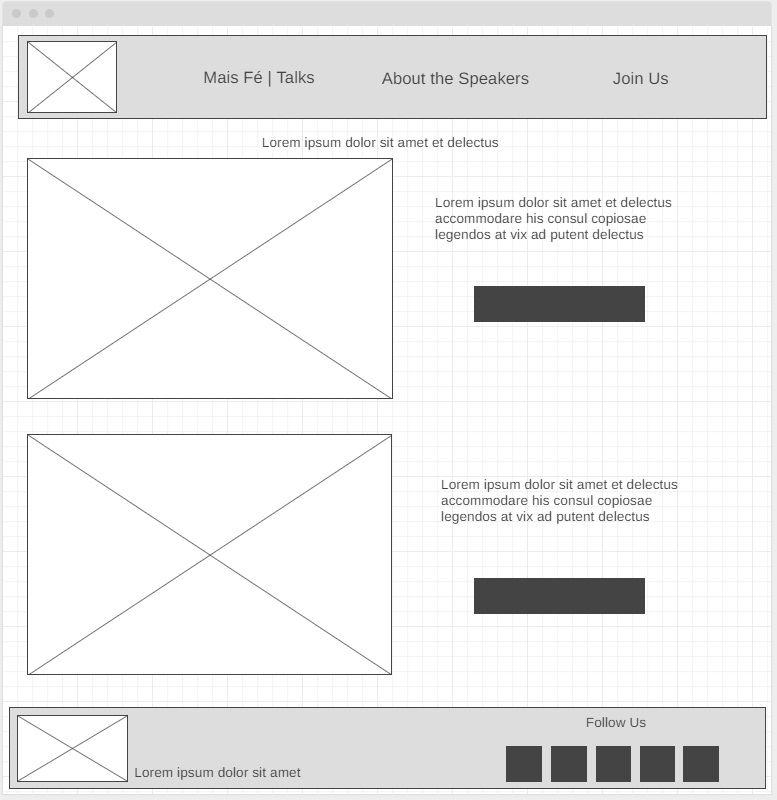 Mais Fé | Talks
About the Speakers
Join Us
Lorem ipsum dolor sit amet et delectus
Lorem ipsum dolor sit amet et delectus
accommodare his consul copiosae
legendos at vix ad putent delectus
Lorem ipsum dolor sit amet et delectus
accommodare his consul copiosae
legendos at vix ad putent delectus
Follow Us
Lorem ipsum dolor sit amet